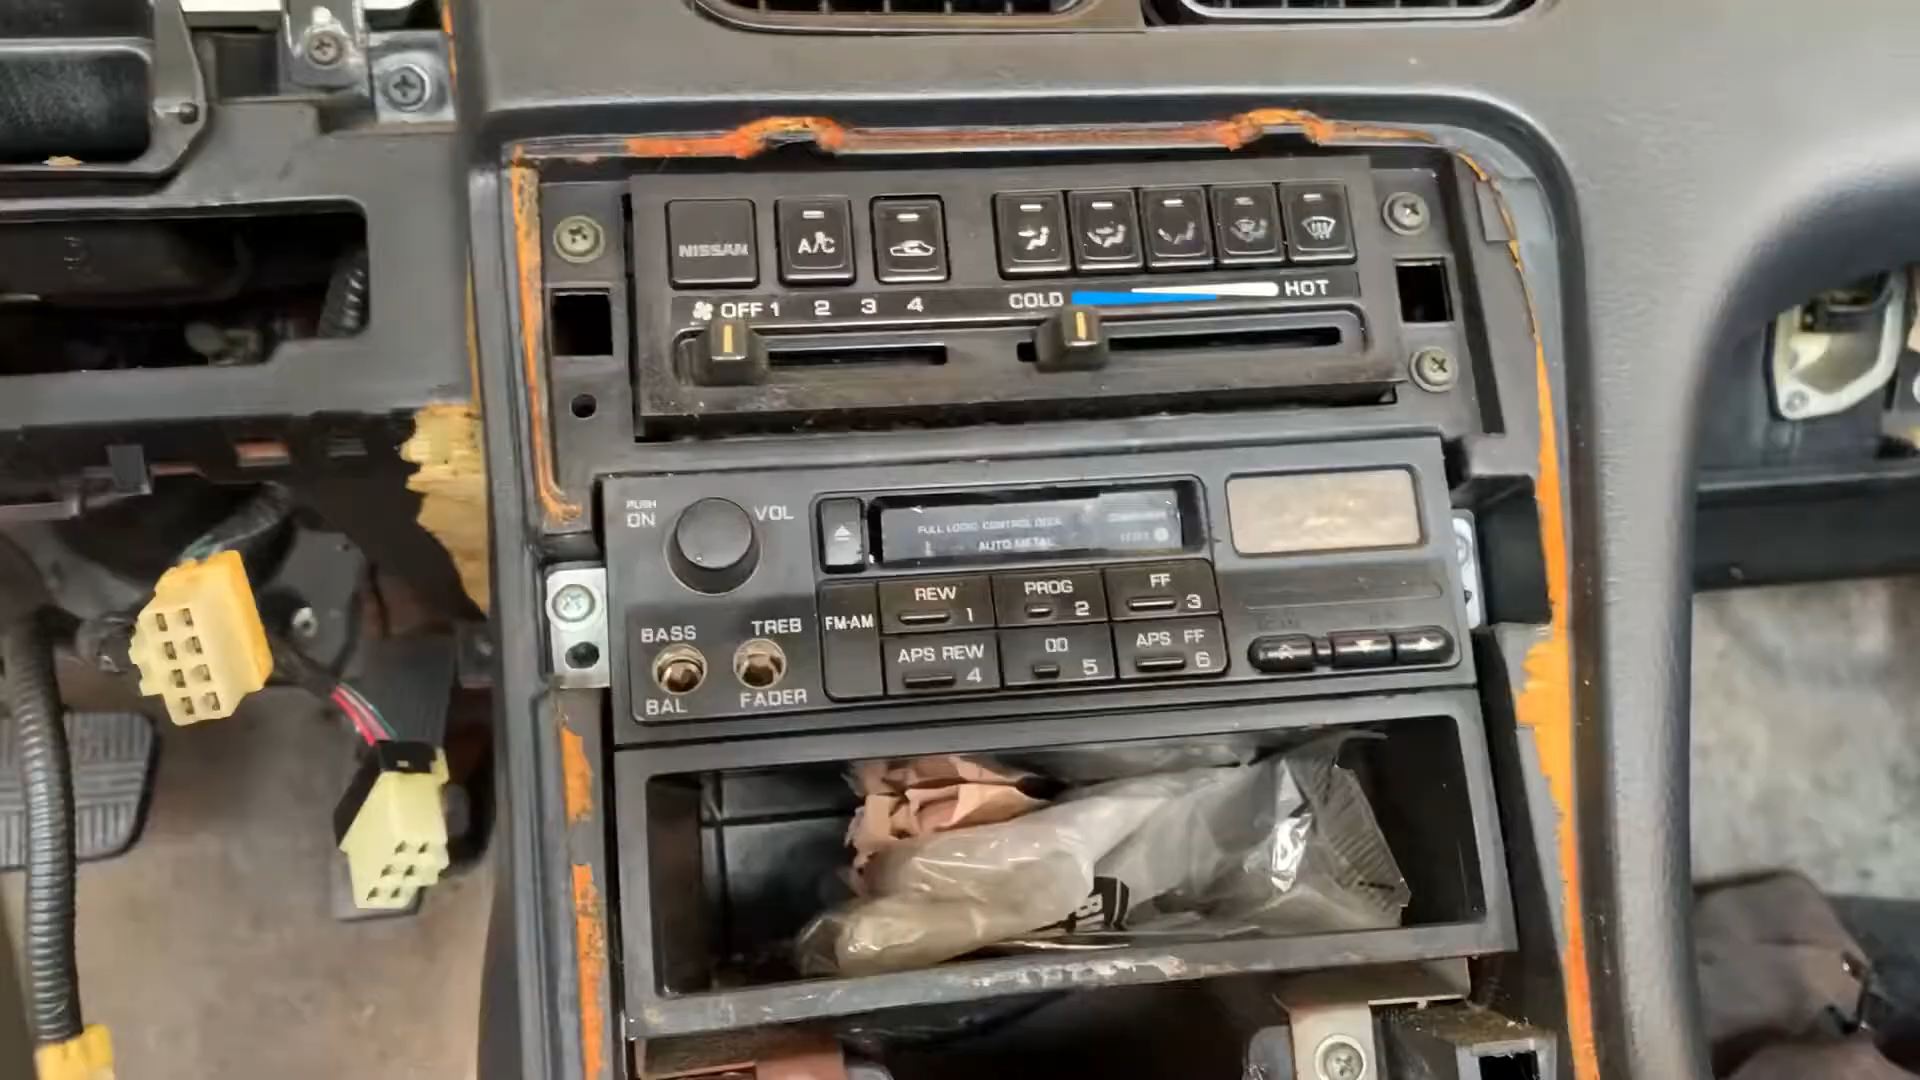 NISSAN
A/C
OFF 1 2 3 4
COLD HOT
PUSH
ON
VOL
FULL LOGIC CONTROL DECK
AUTO METAL
REW 1
PROG 2
FF 3
FM·AM
BASS
TREB
APS REW 4
5
APS FF 6
BAL
FADER